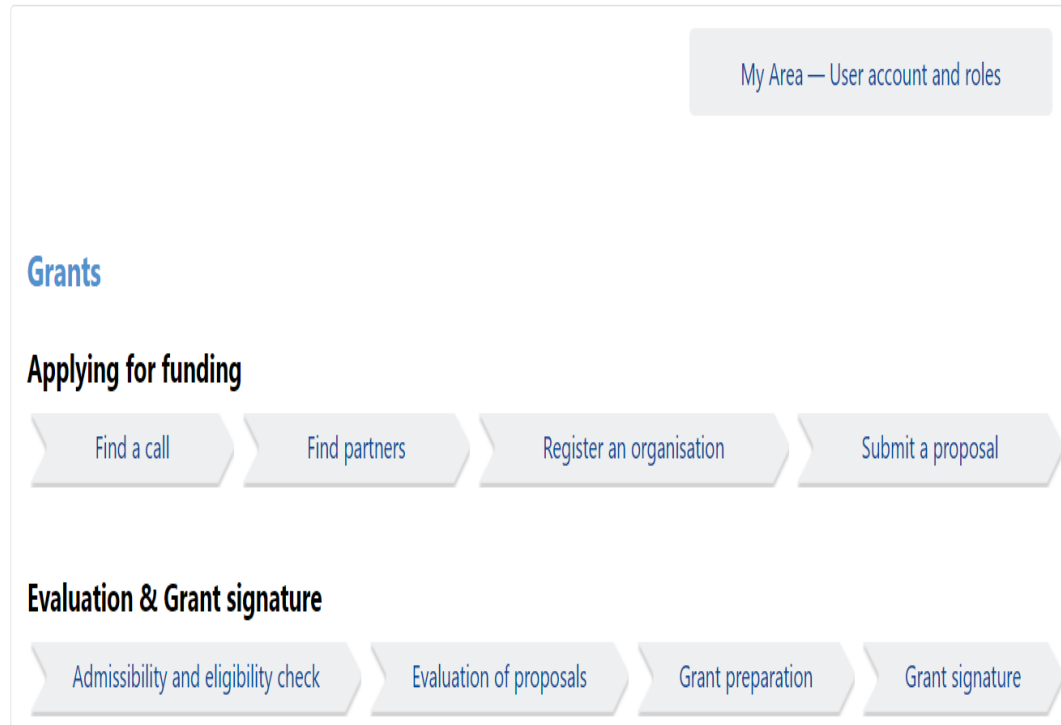 My Area — User account and roles
Grants
Applying for funding
Find a call Find partners Register an organisation Submit a proposal
Evaluation & Grant signature
Admissibility and eligibility check Evaluation of proposals Grant preparation Grant signature